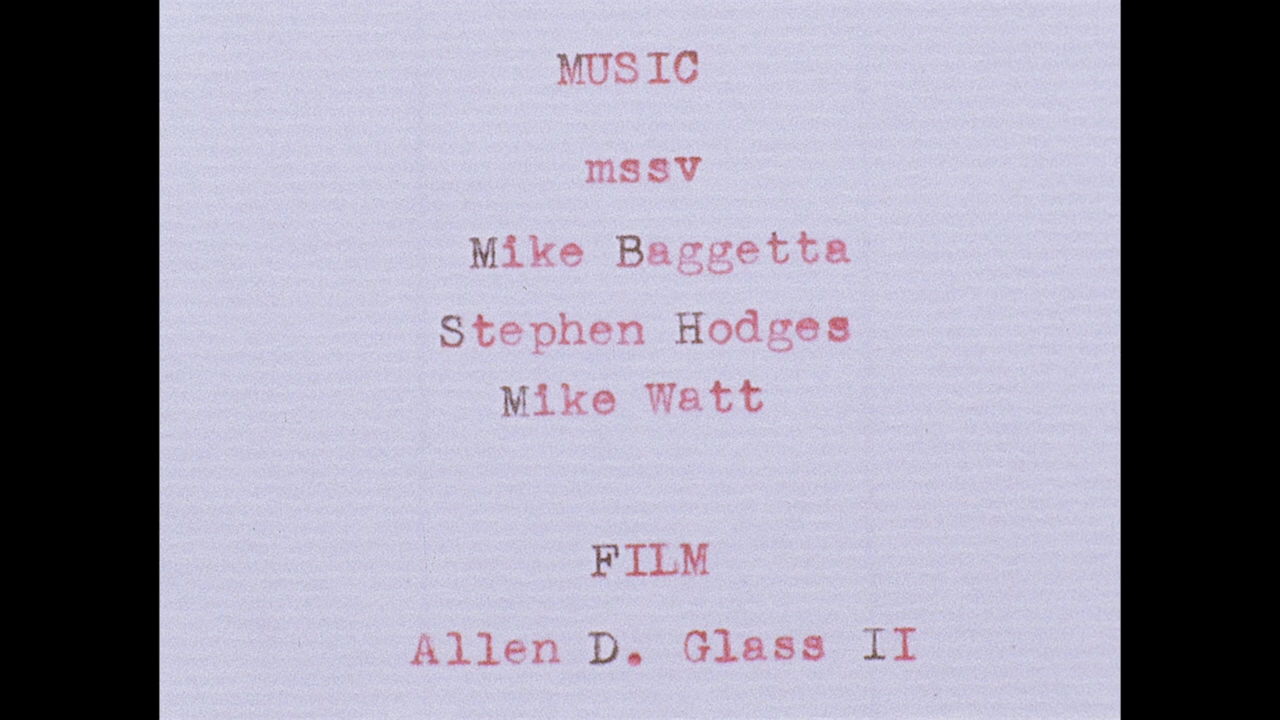 MUSIC
mssv
Mike Baggetta
Stephen Hodges
Mike Watt
FILM
Allen D. Glass II